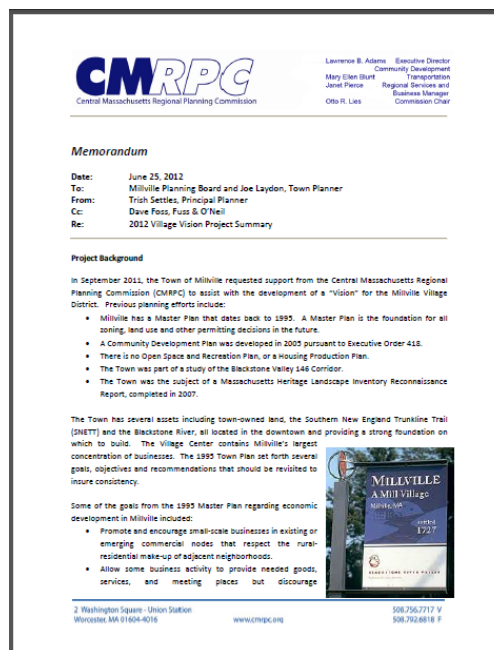 CMRPC
Central Massachusetts Regional Planning Commission
Lawrence B. Adams Executive Director
Community Development
Mary Ellen Blunt Transportation
Janet Pierce Regional Services and
Business Manager
Otto R. Lies Commission Chair
Memorandum
Date: June 25, 2012
To: Millville Planning Board and Joe Laydon, Town Planner
From: Trish Settles, Principal Planner
Cc: Dave Foss, Fuss & O'Neil
Re: 2012 Village Vision Project Summary
Project Background
In September 2011, the Town of Millville requested support from the Central Massachusetts Regional
Planning Commission (CMRPC) to assist with the development of a "Vision" for the Millville Village
District. Previous planning efforts include:
• Millville has a Master Plan that dates back to 1995. A Master Plan is the foundation for all
zoning, land use and other permitting decisions in the future.
• A Community Development Plan was developed in 2005 pursuant to Executive Order 418.
• There is no Open Space and Recreation Plan, or a Housing Production Plan.
• The Town was part of a study of the Blackstone Valley 146 Corridor.
• The Town was the subject of a Massachusetts Heritage Landscape Inventory Reconnaissance
Report, completed in 2007.
The Town has several assets including town-owned land, the Southern New England Trunkline Trail
(SNETT) and the Blackstone River, all located in the downtown and providing a strong foundation on
which to build. The Village Center contains Millville's largest
concentration of businesses. The 1995 Town Plan set forth several
goals, objectives and recommendations that should be revisited to
insure consistency.
Some of the goals from the 1995 Master Plan regarding economic
development in Millville included:
• Promote and encourage small-scale businesses in existing or
emerging commercial nodes that respect the rural-
residential make-up of adjacent neighborhoods.
• Allow some business activity to provide needed goods,
services, and meeting places but discourage
MILLVILLE
A Mill Village
Millville, MA
settled
1727
2 Washington Square - Union Station
Worcester, MA 01604-4016
www.cmrpc.org
508.756.7717 V
508.792.6818 F